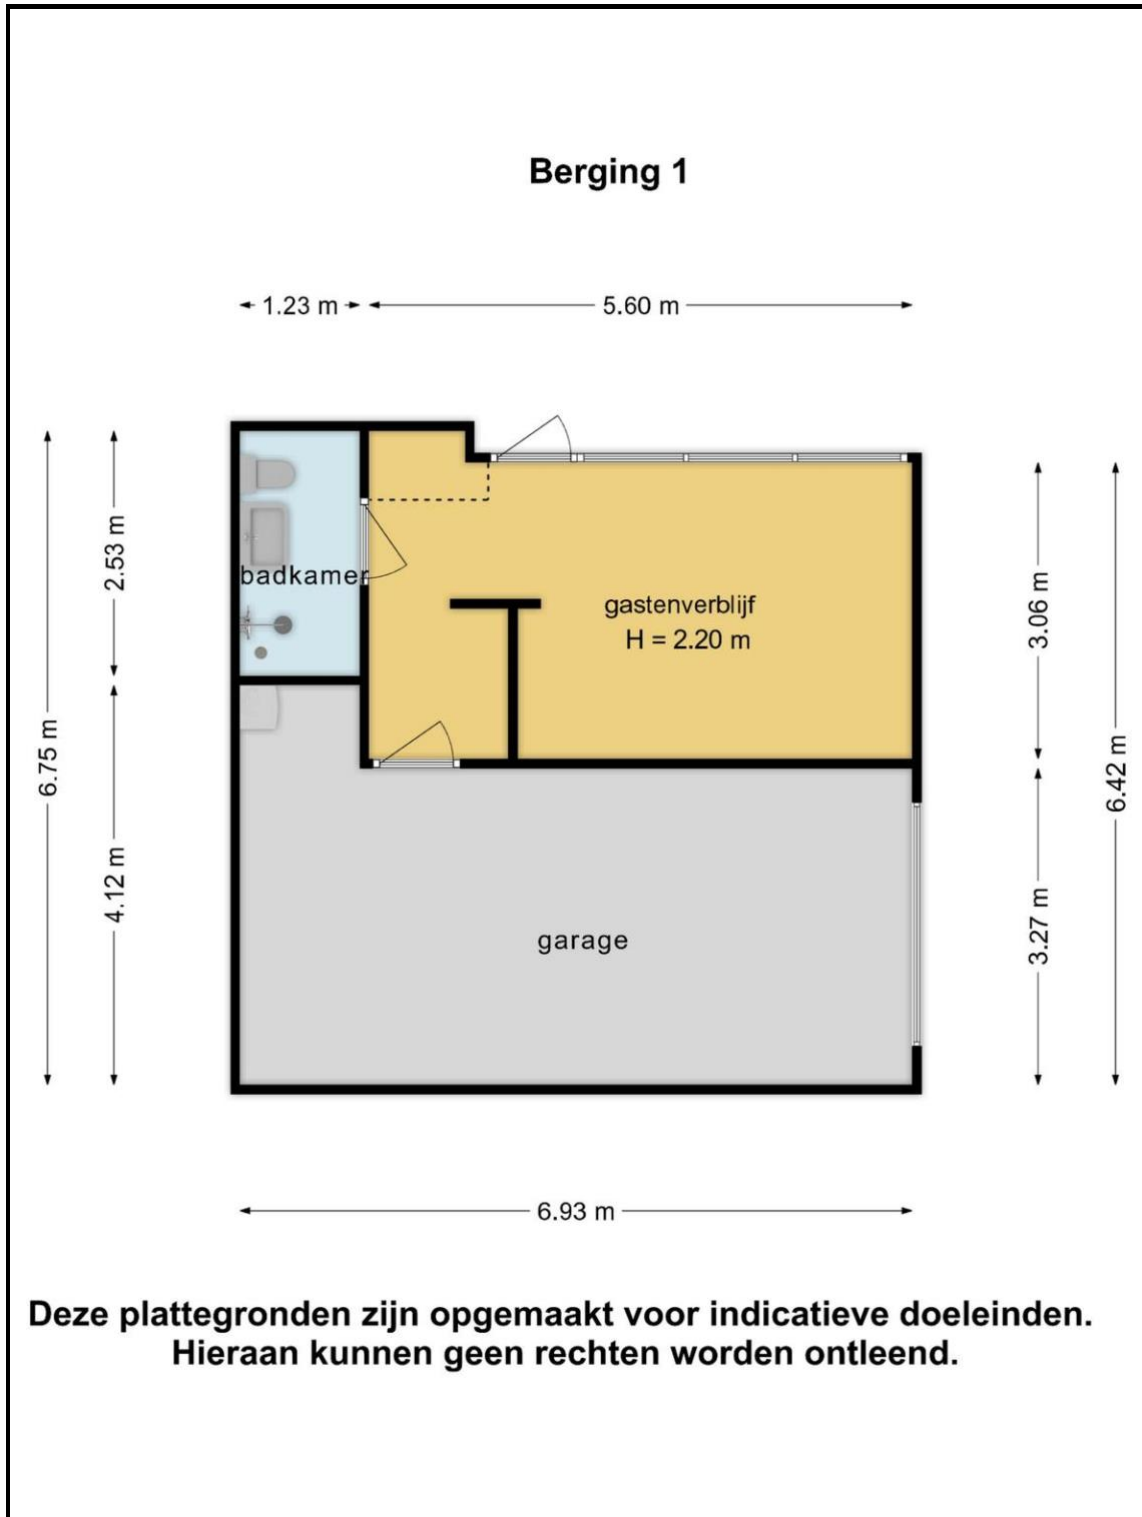 Berging 1
1.23 m
5.60 m
2.53 m
badkamer
gastenverblijf
H = 2.20 m
3.06 m
6.75 m
6.42 m
4.12 m
garage
3.27 m
6.93 m
Deze plattegronden zijn opgemaakt voor indicatieve doeleinden.
Hieraan kunnen geen rechten worden ontleend.